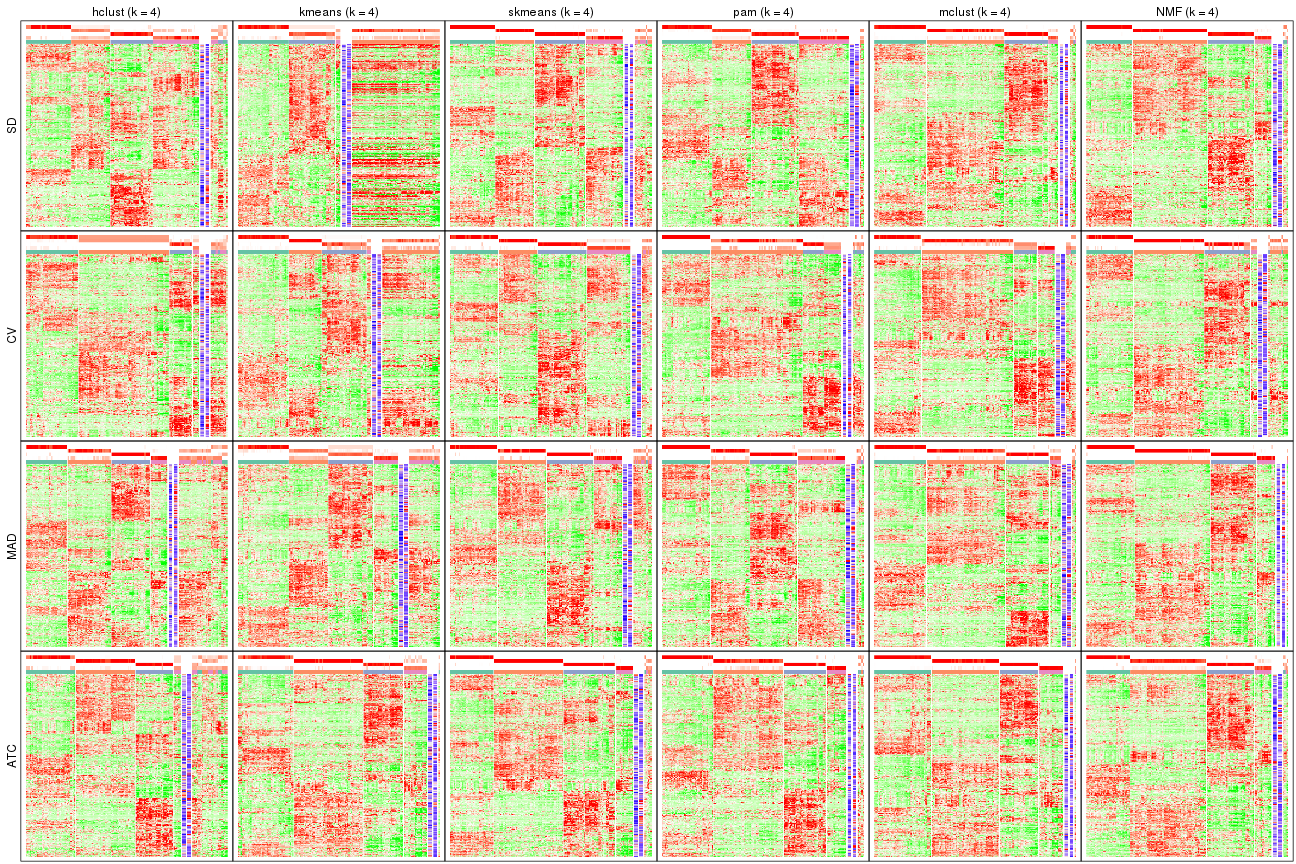 hclust (k = 4) kmeans (k = 4) skmeans (k = 4) pam (k = 4) mclust (k = 4) NMF (k = 4)
SD
CV
MAD
ATC